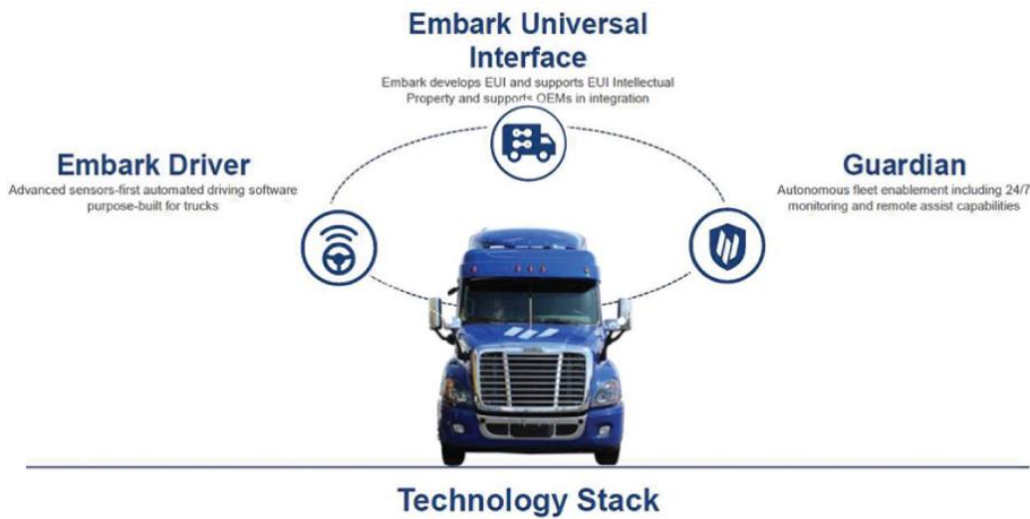 Embark Universal
Interface
Embark develops EUI and supports EUI Intellectual
Property and supports OEMs in integration
Embark Driver
Advanced sensors-first automated driving software
purpose-built for trucks
Guardian
Autonomous fleet enablement including 24/7
monitoring and remote assist capabilities
Technology Stack